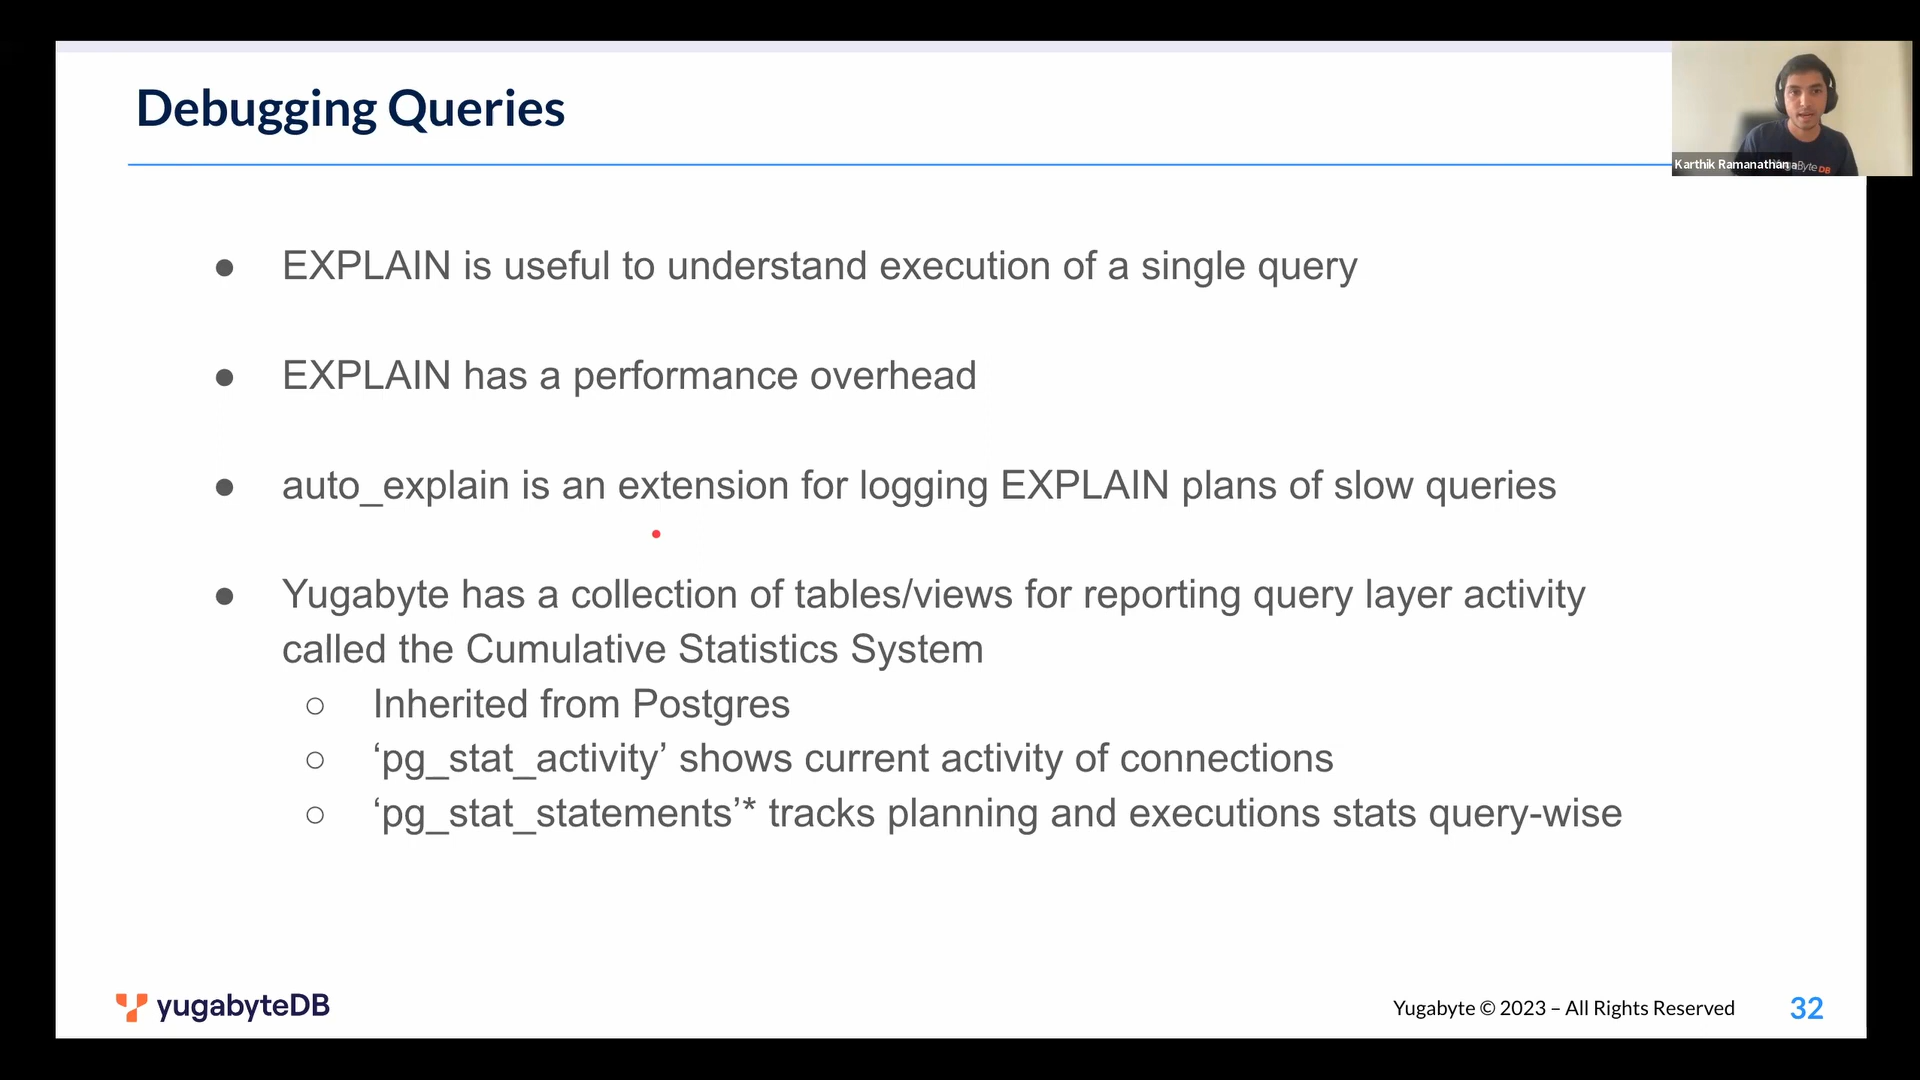 Debugging Queries
Karthik Ramanathan
YugaByteDB
● EXPLAIN is useful to understand execution of a single query
● EXPLAIN has a performance overhead
● auto_explain is an extension for logging EXPLAIN plans of slow queries
● Yugabyte has a collection of tables/views for reporting query layer activity
called the Cumulative Statistics System
○ Inherited from Postgres
○ ‘pg_stat_activity’ shows current activity of connections
○ ‘pg_stat_statements’* tracks planning and executions stats query-wise
yugabyteDB
Yugabyte © 2023 – All Rights Reserved
32